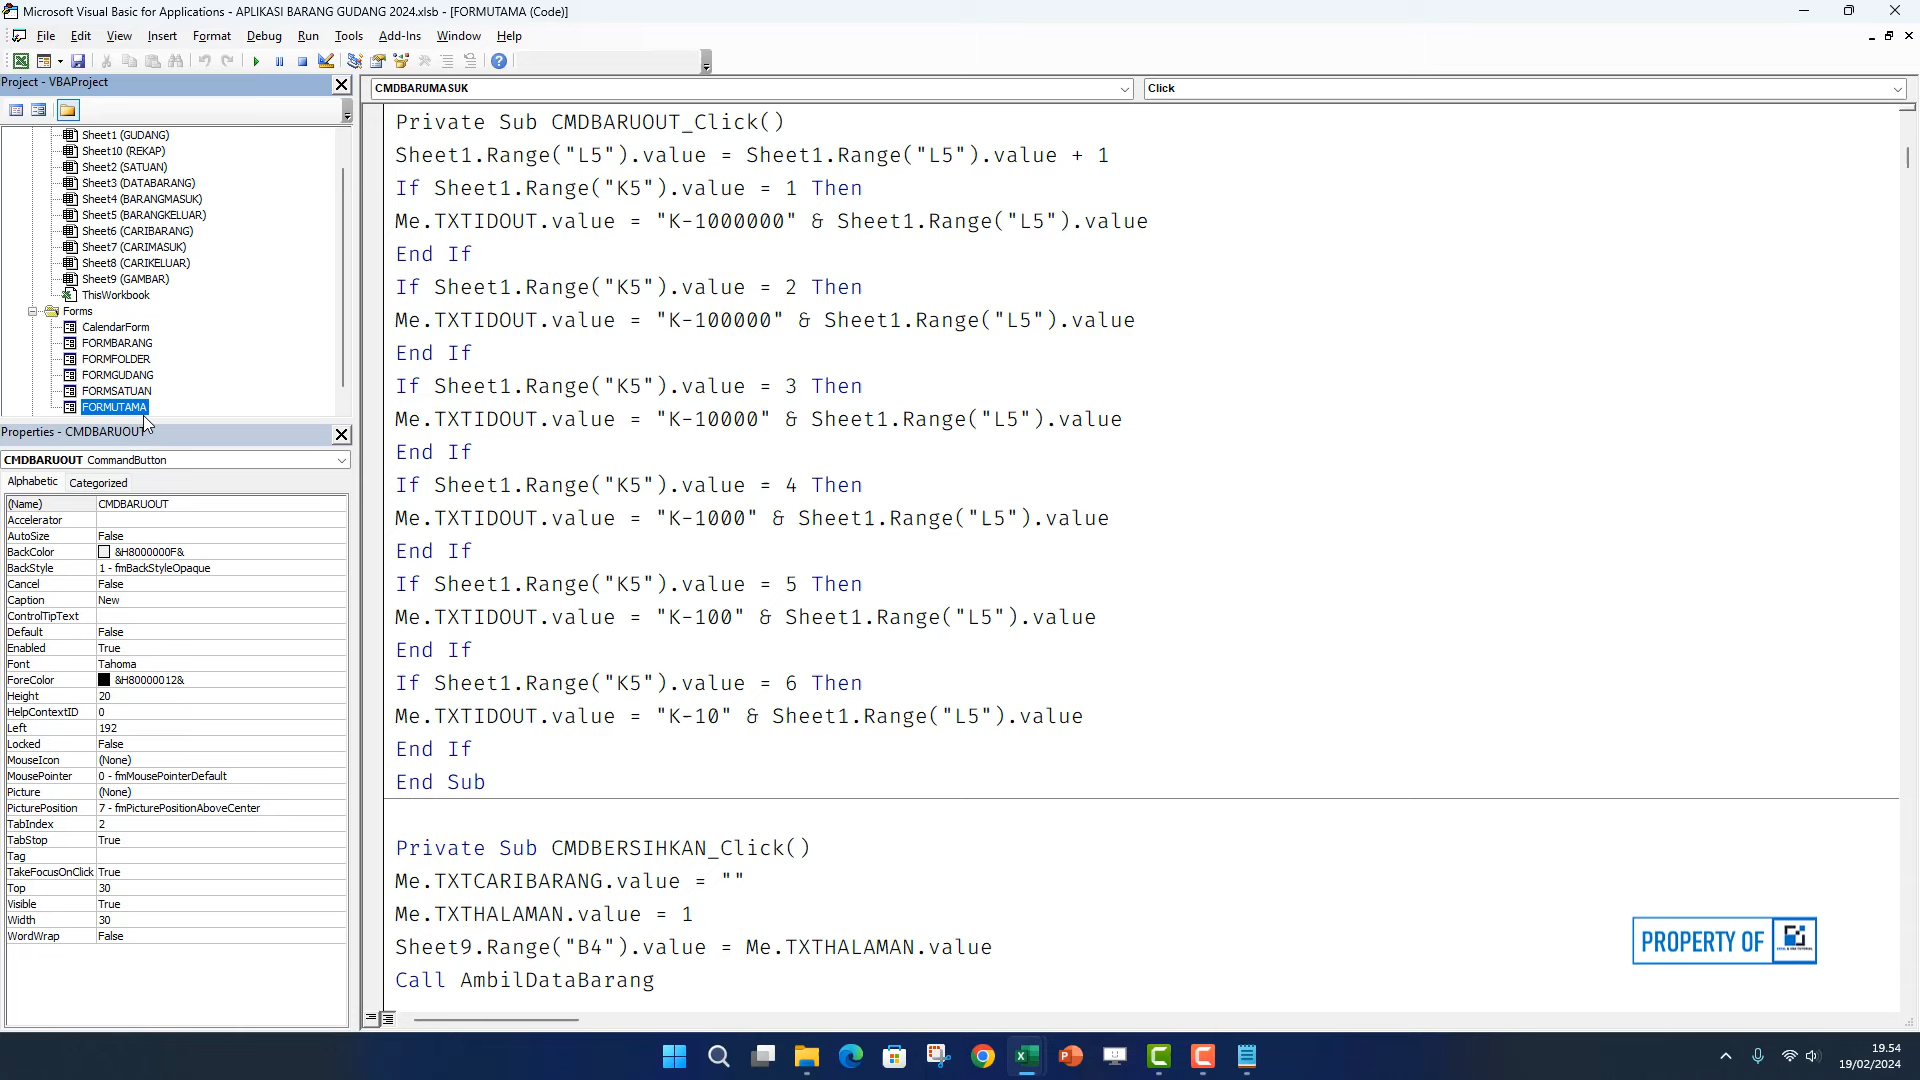 Microsoft Visual Basic for Applications - APLIKASI BARANG GUDANG 2024.xlsb - [FORMUTAMA (Code)]
File Edit View Insert Format Debug Run Tools Add-Ins Window Help
Project - VBAProject
Sheet1 (GUDANG)
Sheet10 (REKAP)
Sheet2 (SATUAN)
Sheet3 (DATABARANG)
Sheet4 (BARANGMASUK)
Sheet5 (BARANGKELUAR)
Sheet6 (CARIBARANG)
Sheet7 (CARIMASUK)
Sheet8 (CARIKELUAR)
Sheet9 (GAMBAR)
ThisWorkbook
Forms
CalendarForm
FORMBARANG
FORMFOLDER
FORMGUDANG
FORMSATUAN
FORMUTAMA
Properties - CMDBARUOUT
CMDBARUOUT CommandButton
Alphabetic Categorized
(Name) CMDBARUOUT
Accelerator
AutoSize False
BackColor &H8000000F&
BackStyle 1 - fmBackStyleOpaque
Cancel False
Caption New
ControlTipText
Default False
Enabled True
Font Tahoma
ForeColor &H80000012&
Height 20
HelpContextID 0
Left 192
Locked False
MouseIcon (None)
MousePointer 0 - fmMousePointerDefault
Picture (None)
PicturePosition 7 - fmPicturePositionAboveCenter
TabIndex 2
TabStop True
Tag
TakeFocusOnClick True
Top 30
Visible True
Width 30
WordWrap False
CMDBARUMASUK Click
Private Sub CMDBARUOUT_Click()
Sheet1.Range("L5").value = Sheet1.Range("L5").value + 1
If Sheet1.Range("K5").value = 1 Then
Me.TXTIDOUT.value = "K-1000000" & Sheet1.Range("L5").value
End If
If Sheet1.Range("K5").value = 2 Then
Me.TXTIDOUT.value = "K-100000" & Sheet1.Range("L5").value
End If
If Sheet1.Range("K5").value = 3 Then
Me.TXTIDOUT.value = "K-10000" & Sheet1.Range("L5").value
End If
If Sheet1.Range("K5").value = 4 Then
Me.TXTIDOUT.value = "K-1000" & Sheet1.Range("L5").value
End If
If Sheet1.Range("K5").value = 5 Then
Me.TXTIDOUT.value = "K-100" & Sheet1.Range("L5").value
End If
If Sheet1.Range("K5").value = 6 Then
Me.TXTIDOUT.value = "K-10" & Sheet1.Range("L5").value
End If
End Sub
Private Sub CMDBERSIHKAN_Click()
Me.TXTCARIBARANG.value = ""
Me.TXTHALAMAN.value = 1
Sheet9.Range("B4").value = Me.TXTHALAMAN.value
Call AmbilDataBarang
PROPERTY OF
19.54
19/02/2024